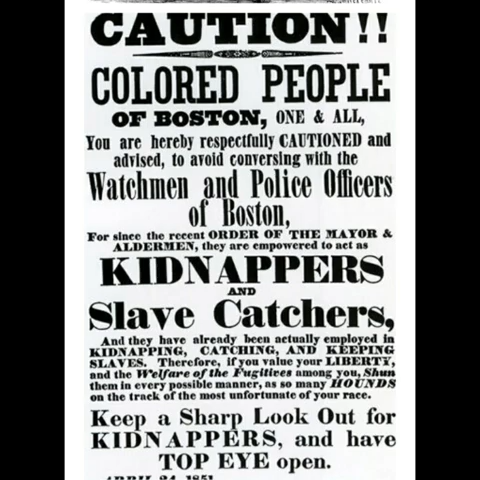 CAUTION!!
COLORED PEOPLE
OF BOSTON, ONE & ALL,
You are hereby respectfully CAUTIONED and
advised, to avoid conversing with the
Watchmen and Police Officers
of Boston,
For since the recent ORDER OF THE MAYOR &
ALDERMEN, they are empowered to act as
KIDNAPPERS
AND
Slave Catchers,
And they have already been actually employed in
KIDNAPPING, CATCHING, AND KEEPING
SLAVES. Therefore, if you value your LIBERTY,
and the Welfare of the Fugitives among you, Shun
them in every possible manner, as so many HOUNDS
on the track of the most unfortunate of your race.
Keep a Sharp Look Out for
KIDNAPPERS, and have
TOP EYE open.
APRIL 24, 1851.